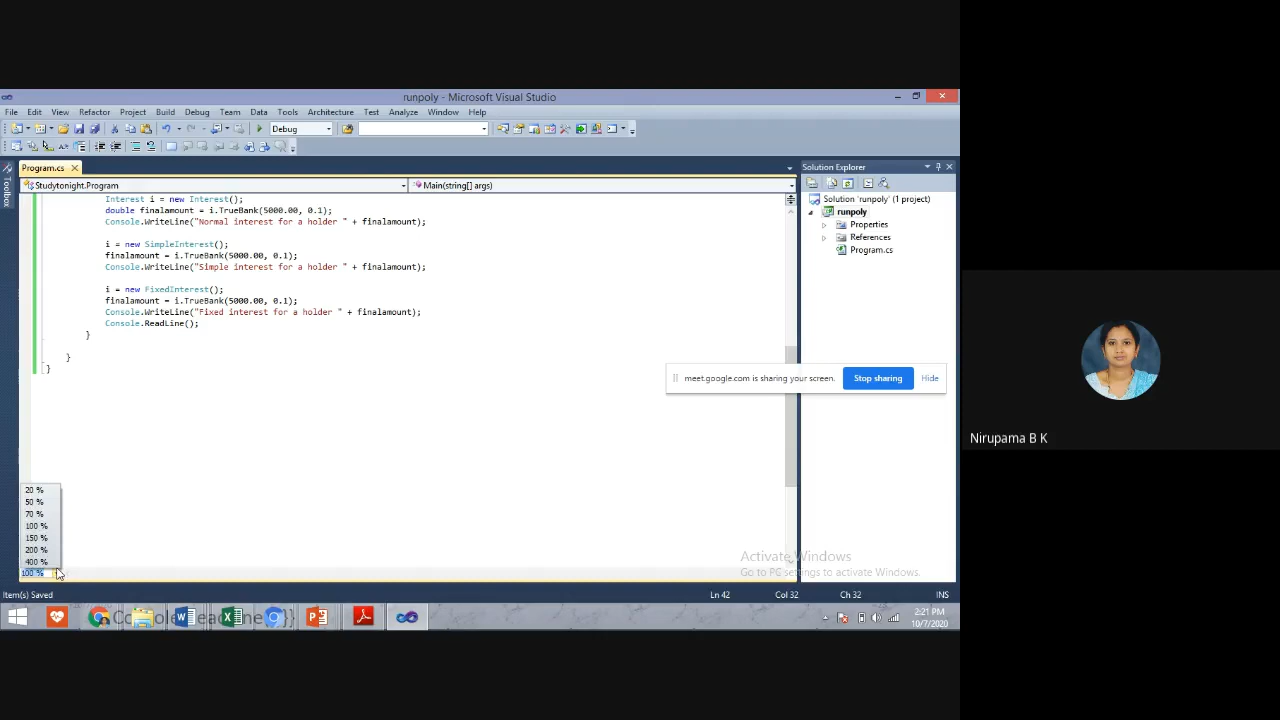 runpoly - Microsoft Visual Studio
File Edit View Refactor Project Build Debug Team Data Tools Architecture Test Analyze Window Help
Debug
Program.cs
Solution Explorer
Toolbox
Studytonight.Program
Main(string[] args)
Interest i = new Interest();
double finalamount = i.TrueBank(5000.00, 0.1);
Console.WriteLine("Normal interest for a holder " + finalamount);
i = new SimpleInterest();
finalamount = i.TrueBank(5000.00, 0.1);
Console.WriteLine("Simple interest for a holder " + finalamount);
i = new FixedInterest();
finalamount = i.TrueBank(5000.00, 0.1);
Console.WriteLine("Fixed interest for a holder " + finalamount);
Console.ReadLine();
}
}
}
Solution 'runpoly' (1 project)
runpoly
Properties
References
Program.cs
meet.google.com is sharing your screen.
Stop sharing
Hide
Nirupama B K
20 %
50 %
70 %
100 %
150 %
200 %
400 %
100 %
Activate Windows
Go to PC settings to activate Windows.
Item(s) Saved
Ln 42
Col 32
Ch 32
INS
2:21 PM
10/7/2020